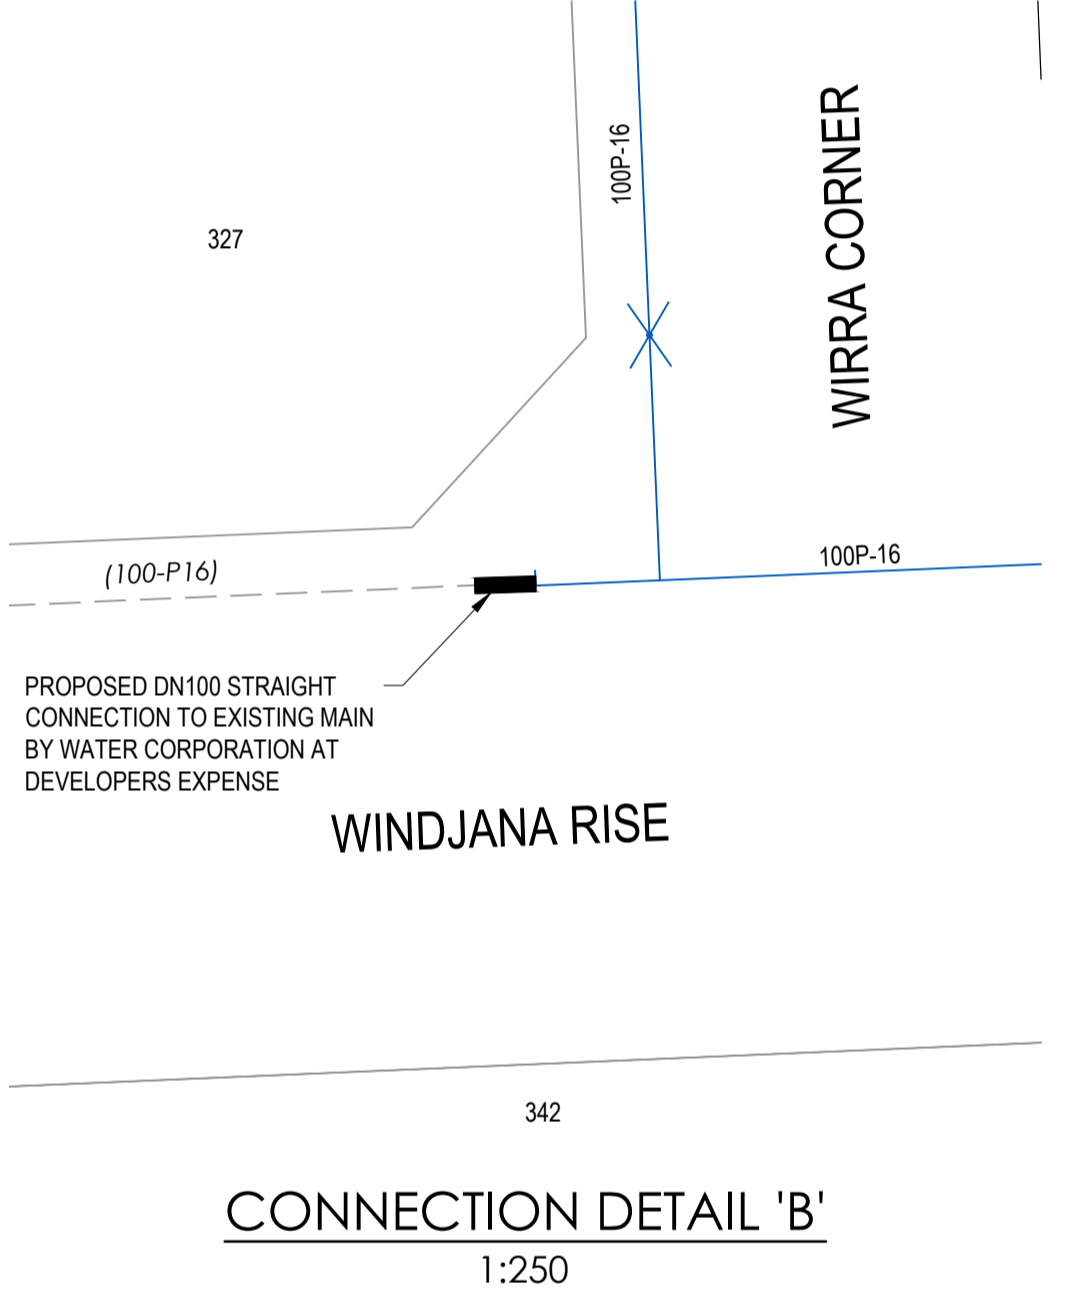 100P-16
WIRRA CORNER
327
100P-16
(100-P16)
PROPOSED DN100 STRAIGHT
CONNECTION TO EXISTING MAIN
BY WATER CORPORATION AT
DEVELOPERS EXPENSE
WINDJANA RISE
342
CONNECTION DETAIL 'B'
1:250